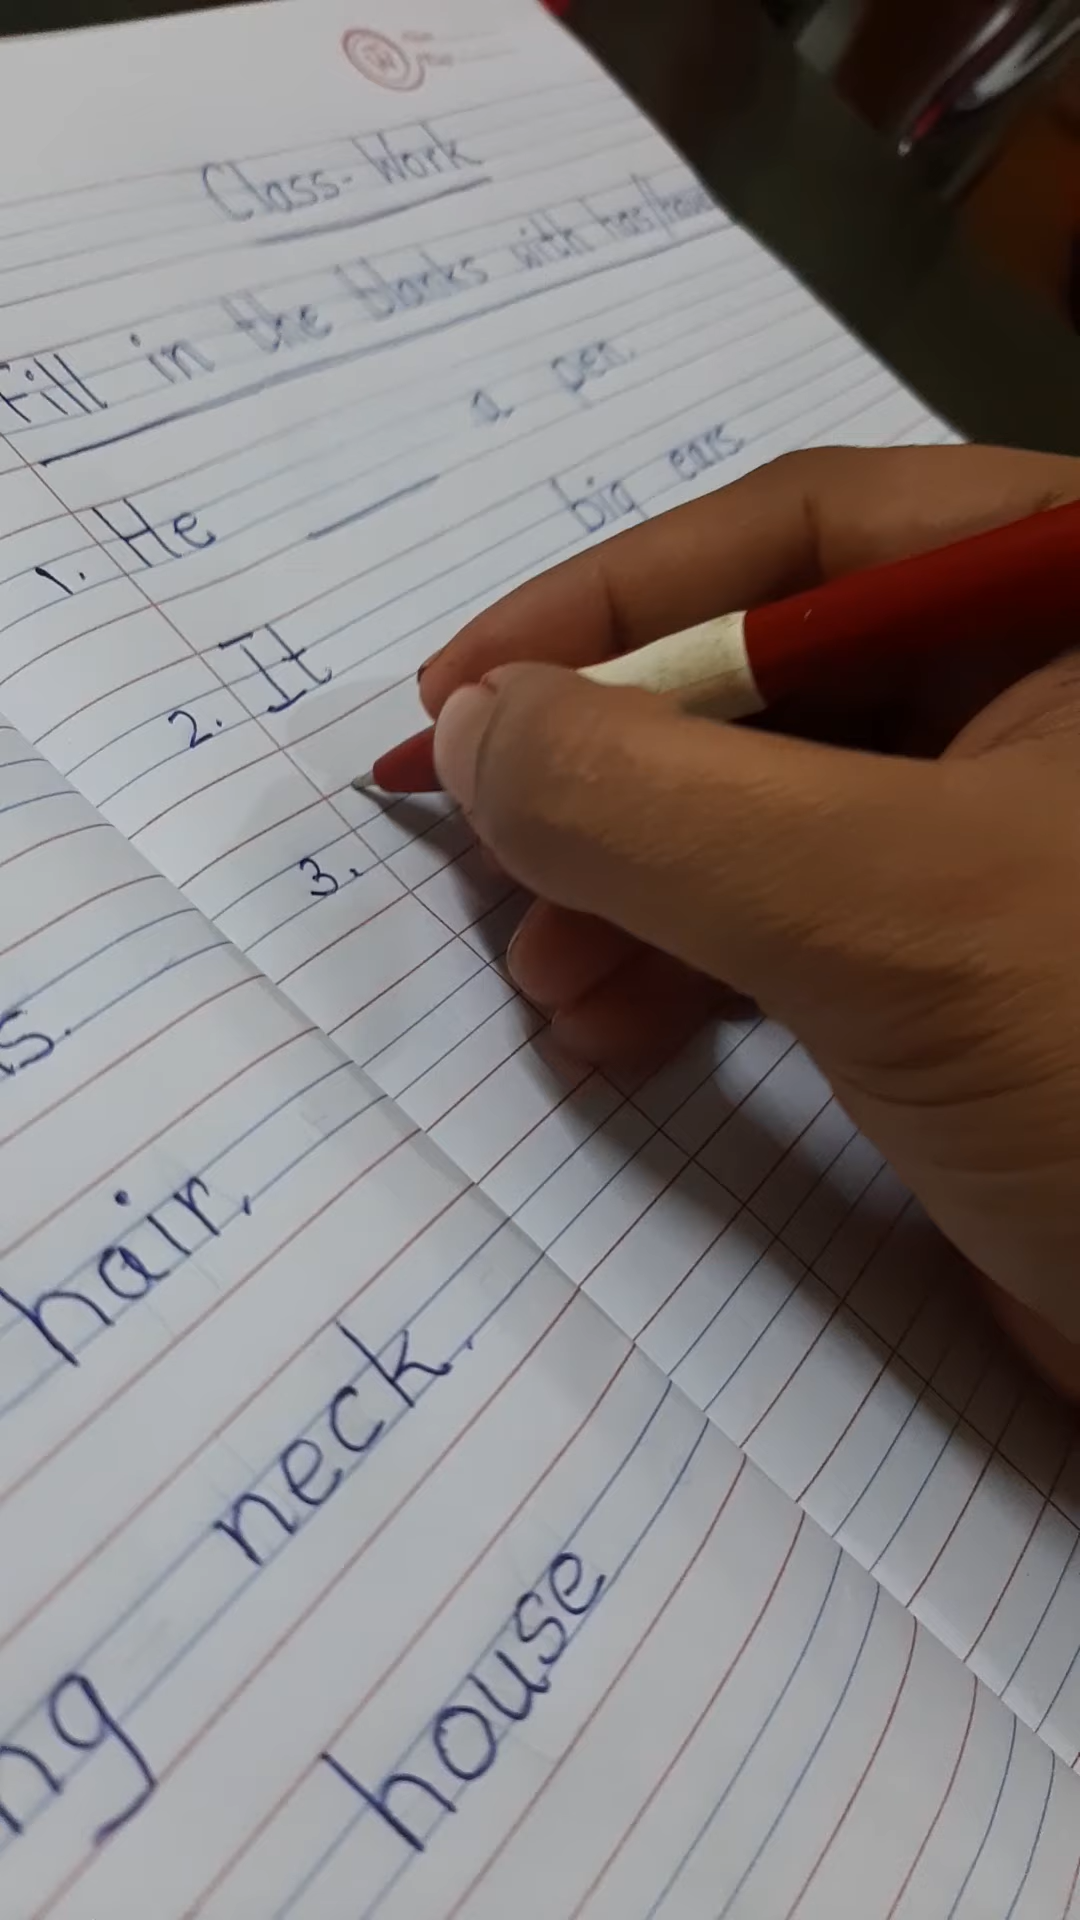 Class-Work
Fill in the blanks with has/have
1. He ____ a pen.
2. It big ears.
3.
s.
hair.
ng neck.
house